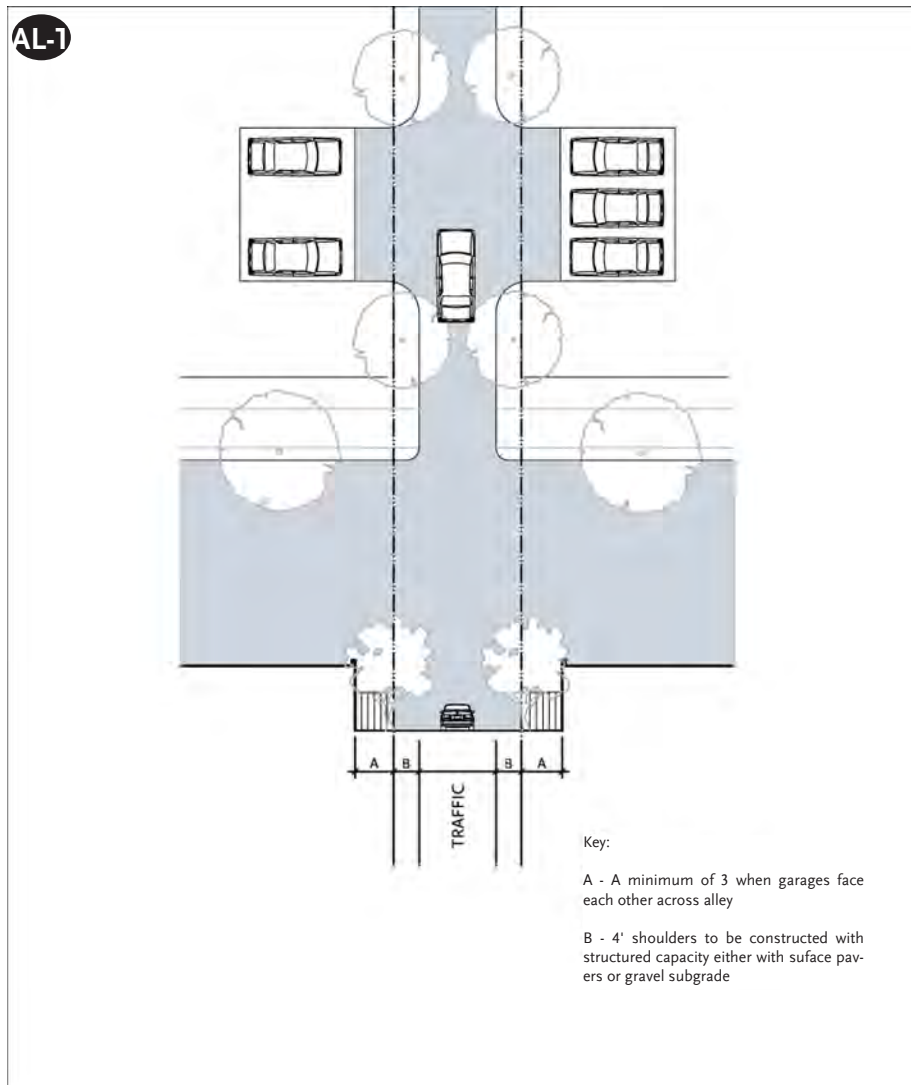 AL-1
A B B A
TRAFFIC
Key:
A - A minimum of 3 when garages face
each other across alley
B - 4' shoulders to be constructed with
structured capacity either with suface pav-
ers or gravel subgrade